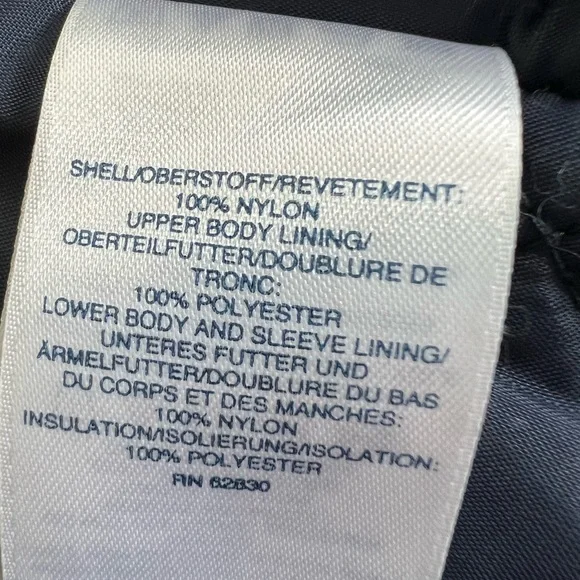 SHELL/OBERSTOFF/REVETEMENT:
100% NYLON
UPPER BODY LINING/
OBERTEILFUTTER/DOUBLURE DE
TRONC:
100% POLYESTER
LOWER BODY AND SLEEVE LINING/
UNTERES FUTTER UND
ÄRMELFUTTER/DOUBLURE DU BAS
DU CORPS ET DES MANCHES:
100% NYLON
INSULATION/ISOLIERUNG/ISOLATION:
100% POLYESTER
RN 62830